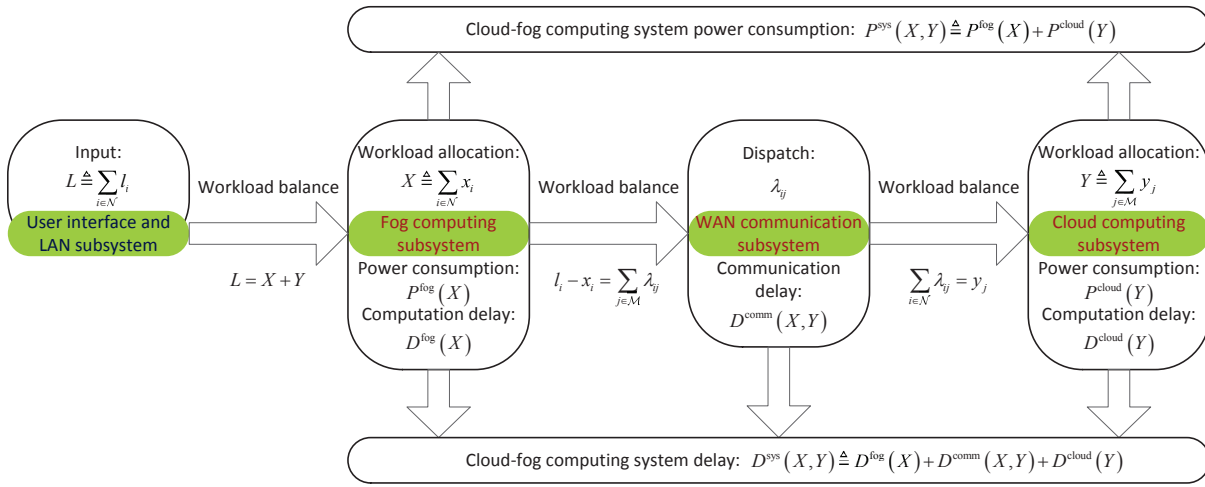 Cloud-fog computing system power consumption: P^sys(X,Y) ≜ P^fog(X) + P^cloud(Y)
Input:
L ≜ ∑_{i∈𝒩} l_i
User interface and
LAN subsystem
Workload balance
L = X + Y
Workload allocation:
X ≜ ∑_{i∈𝒩} x_i
Fog computing
subsystem
Power consumption:
P^fog(X)
Computation delay:
D^fog(X)
Workload balance
l_i − x_i = ∑_{j∈ℳ} λ_ij
Dispatch:
λ_ij
WAN communication
subsystem
Communication
delay:
D^comm(X,Y)
Workload balance
∑_{i∈𝒩} λ_ij = y_j
Workload allocation:
Y ≜ ∑_{j∈ℳ} y_j
Cloud computing
subsystem
Power consumption:
P^cloud(Y)
Computation delay:
D^cloud(Y)
Cloud-fog computing system delay: D^sys(X,Y) ≜ D^fog(X) + D^comm(X,Y) + D^cloud(Y)